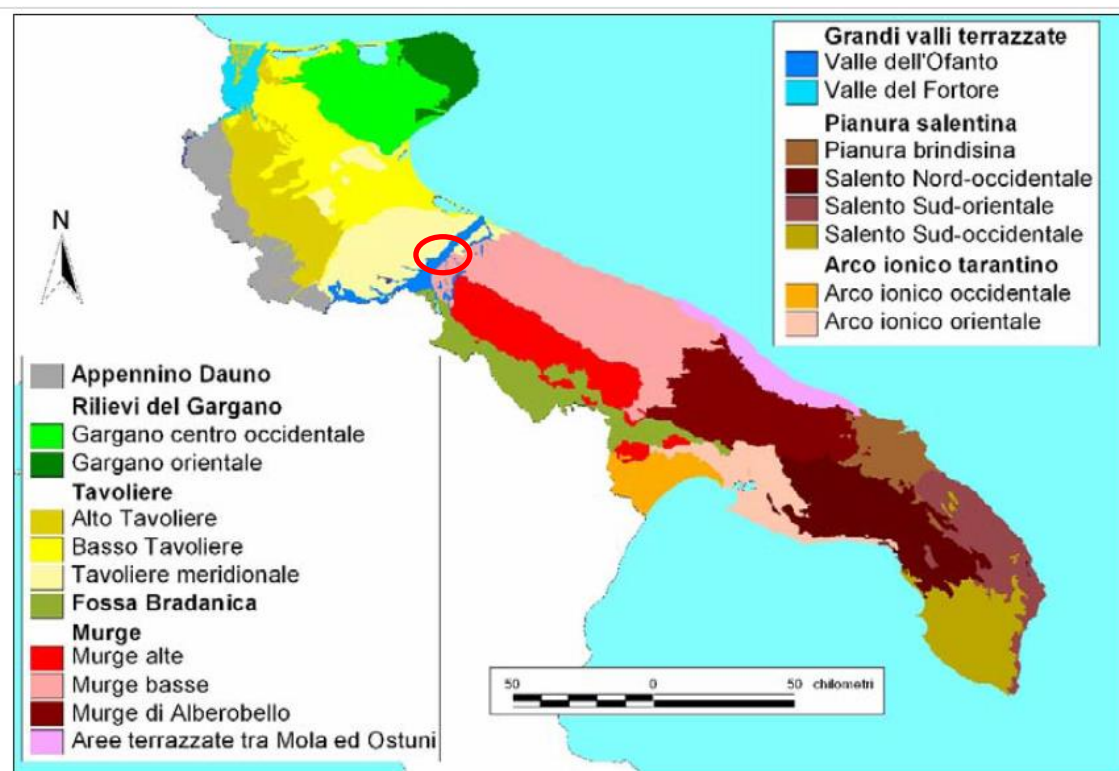 Grandi valli terrazzate
Valle dell'Ofanto
Valle del Fortore
Pianura salentina
Pianura brindisina
Salento Nord-occidentale
Salento Sud-orientale
Salento Sud-occidentale
Arco ionico tarantino
Arco ionico occidentale
Arco ionico orientale
N
Appennino Dauno
Rilievi del Gargano
Gargano centro occidentale
Gargano orientale
Tavoliere
Alto Tavoliere
Basso Tavoliere
Tavoliere meridionale
Fossa Bradanica
Murge
Murge alte
Murge basse
Murge di Alberobello
Aree terrazzate tra Mola ed Ostuni
50 0 50 chilometri